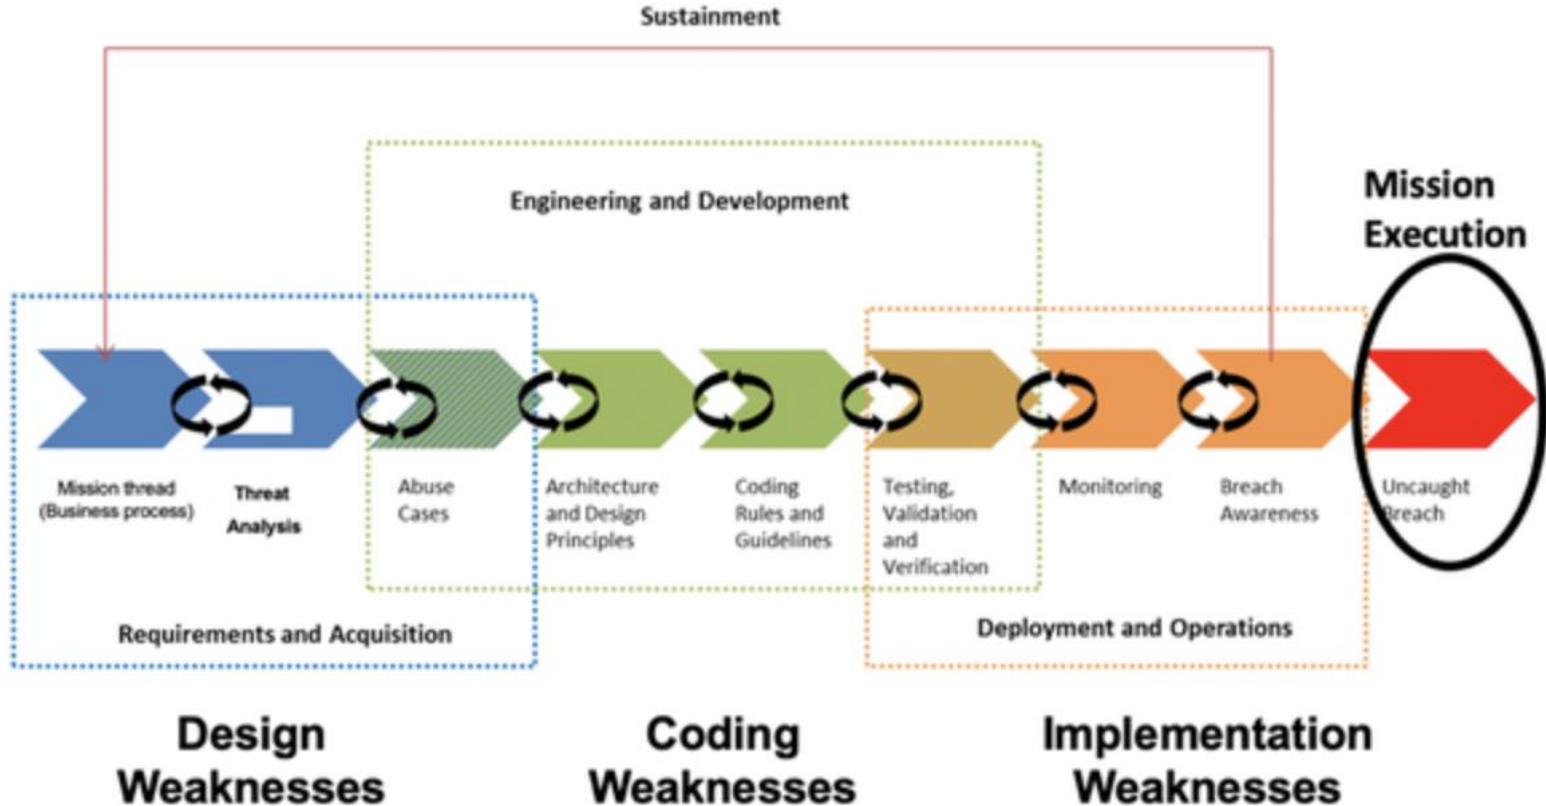 Sustainment
Engineering and Development
Mission
Execution
Mission thread
(Business process)
Threat
Analysis
Abuse
Cases
Architecture
and Design
Principles
Coding
Rules and
Guidelines
Testing,
Validation
and
Verification
Monitoring
Breach
Awareness
Uncaught
Breach
Requirements and Acquisition
Deployment and Operations
Design
Weaknesses
Coding
Weaknesses
Implementation
Weaknesses